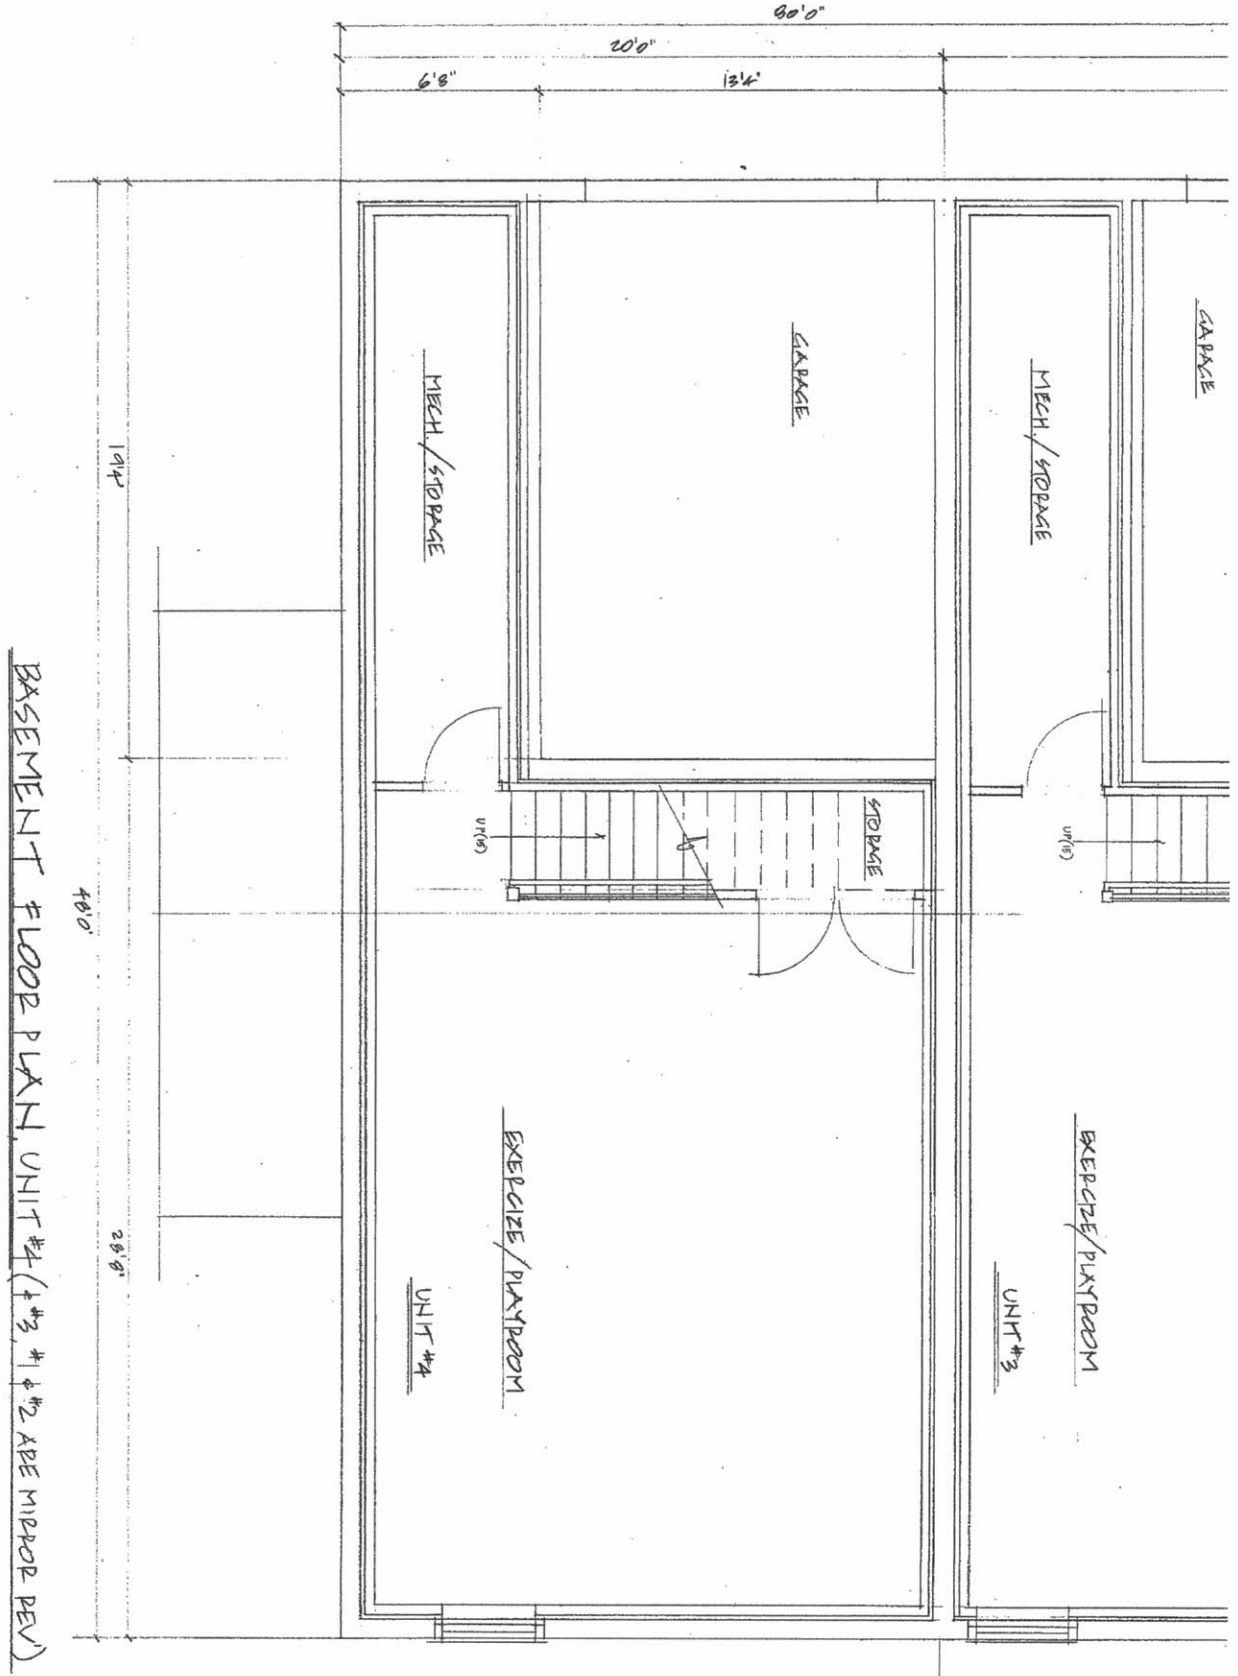 80'0"
20'0"
6'8"
13'4"
GARAGE
GARAGE
MECH./STORAGE
MECH./STORAGE
19'4"
STORAGE
UP(15)
UP(15)
48'0"
28'8"
EXERCIZE/PLAYROOM
EXERCIZE/PLAYROOM
UNIT #4
UNIT #3
BASEMENT FLOOR PLAN, UNIT #4 (& #3, #1 & #2 ARE MIRROR REV')